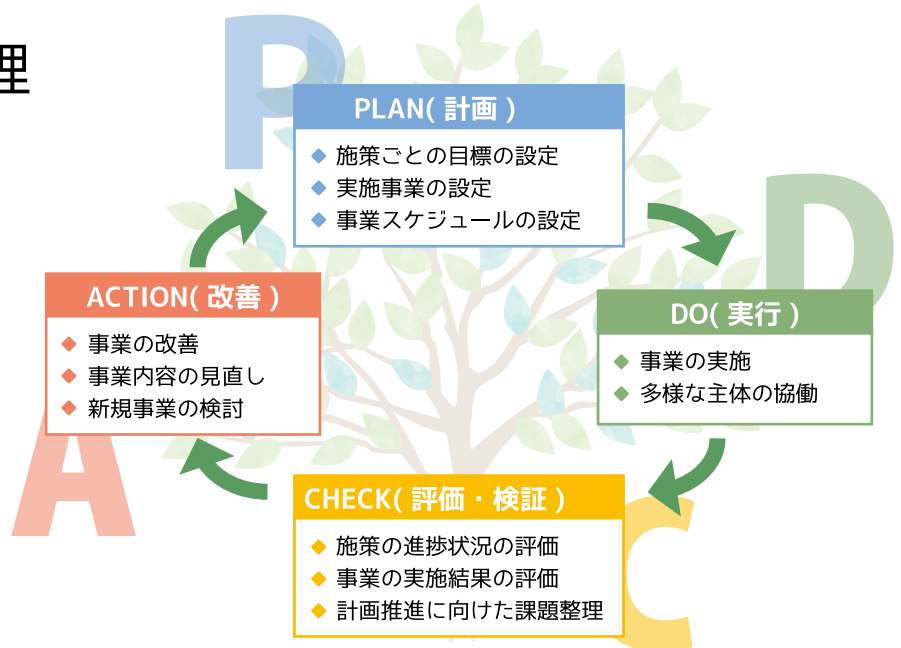 理
P
PLAN( 計画 )
◆ 施策ごとの目標の設定
◆ 実施事業の設定
◆ 事業スケジュールの設定
D
DO( 実行 )
◆ 事業の実施
◆ 多様な主体の協働
C
CHECK( 評価・検証 )
◆ 施策の進捗状況の評価
◆ 事業の実施結果の評価
◆ 計画推進に向けた課題整理
A
ACTION( 改善 )
◆ 事業の改善
◆ 事業内容の見直し
◆ 新規事業の検討